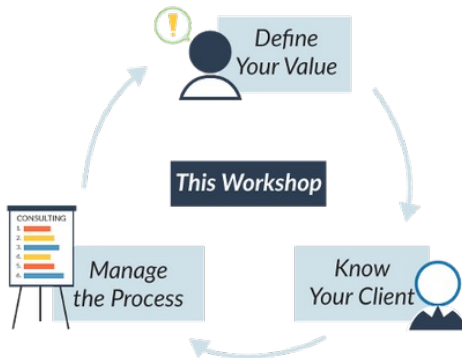 !
Define
Your Value
This Workshop
CONSULTING
1.
2.
3.
4.
5.
6.
Manage
the Process
Know
Your Client